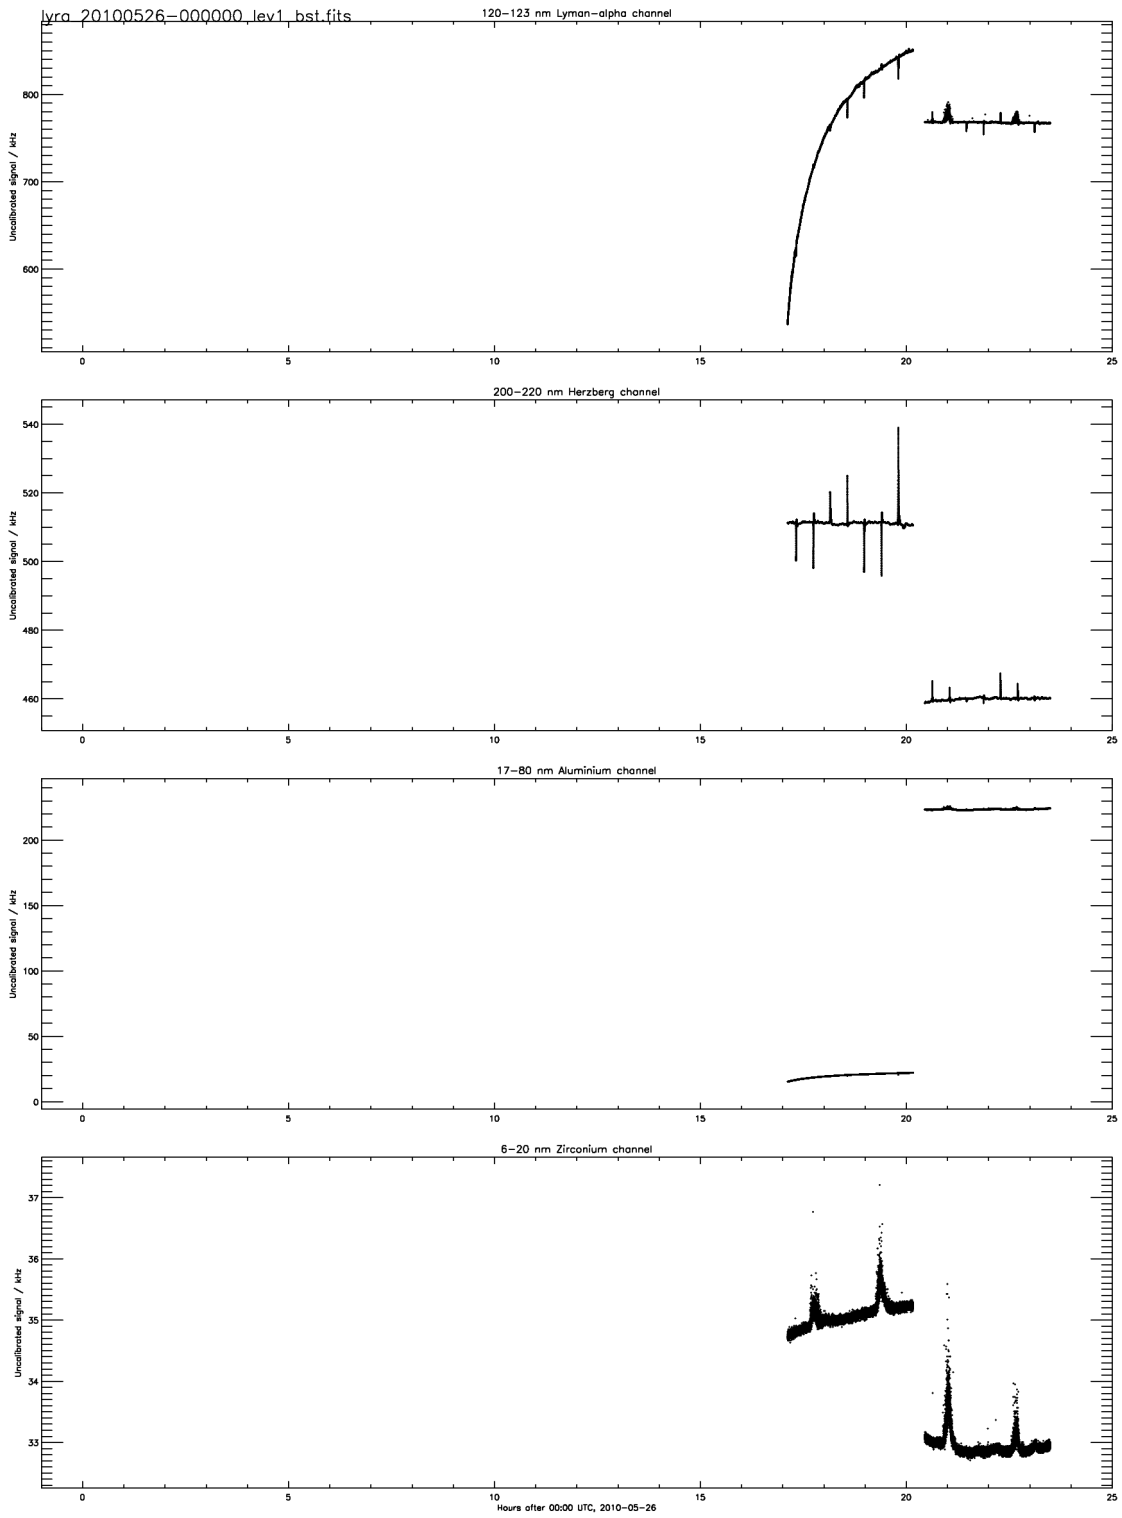 lyra_20100526-000000_lev1_bst.fits
120-123 nm Lyman-alpha channel
Uncalibrated signal / kHz
800
700
600
0 5 10 15 20 25
200-220 nm Herzberg channel
Uncalibrated signal / kHz
540
520
500
480
460
0 5 10 15 20 25
17-80 nm Aluminium channel
Uncalibrated signal / kHz
200
150
100
50
0
0 5 10 15 20 25
6-20 nm Zirconium channel
Uncalibrated signal / kHz
37
36
35
34
33
0 5 10 15 20 25
Hours after 00:00 UTC, 2010-05-26